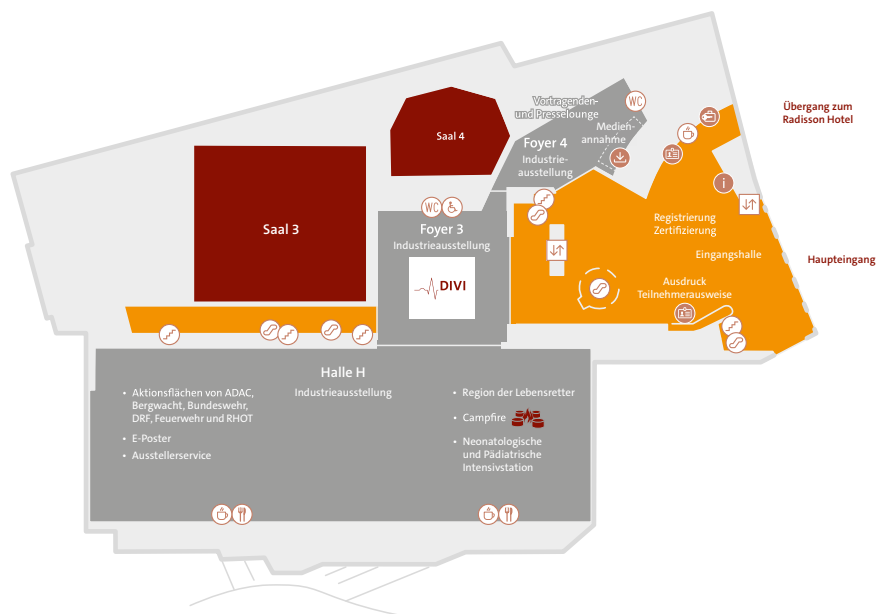 Übergang zum
Radisson Hotel
Vortragenden-
und Presselounge
WC
Medien-
annahme
Saal 4
Foyer 4
Industrie-
ausstellung
i
WC
Saal 3
Foyer 3
Industrieausstellung
Registrierung
Zertifizierung
Eingangshalle
Haupteingang
DIVI
Ausdruck
Teilnehmerausweise
Halle H
Industrieausstellung
• Aktionsflächen von ADAC,
Bergwacht, Bundeswehr,
DRF, Feuerwehr und RHOT
• E-Poster
• Ausstellerservice
• Region der Lebensretter
• Campfire
• Neonatologische
und Pädiatrische
Intensivstation